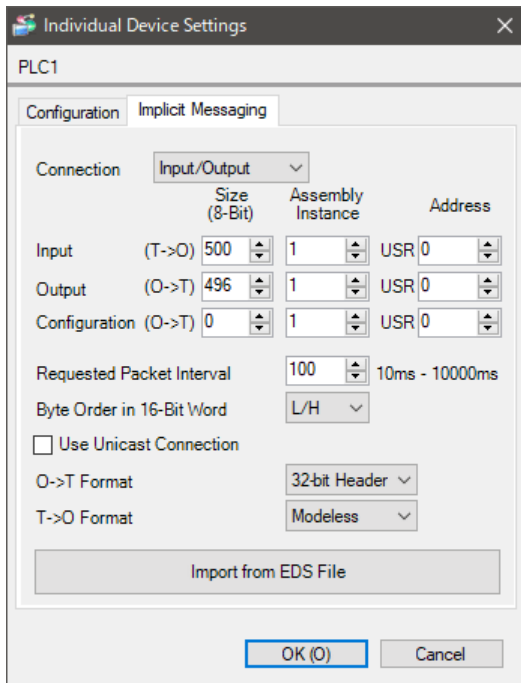 Individual Device Settings
PLC1
Configuration Implicit Messaging
Connection Input/Output
Size (8-Bit) Assembly Instance Address
Input (T->O) 500 1 USR 0
Output (O->T) 496 1 USR 0
Configuration (O->T) 0 1 USR 0
Requested Packet Interval 100 10ms - 10000ms
Byte Order in 16-Bit Word L/H
Use Unicast Connection
O->T Format 32-bit Header
T->O Format Modeless
Import from EDS File
OK (O) Cancel